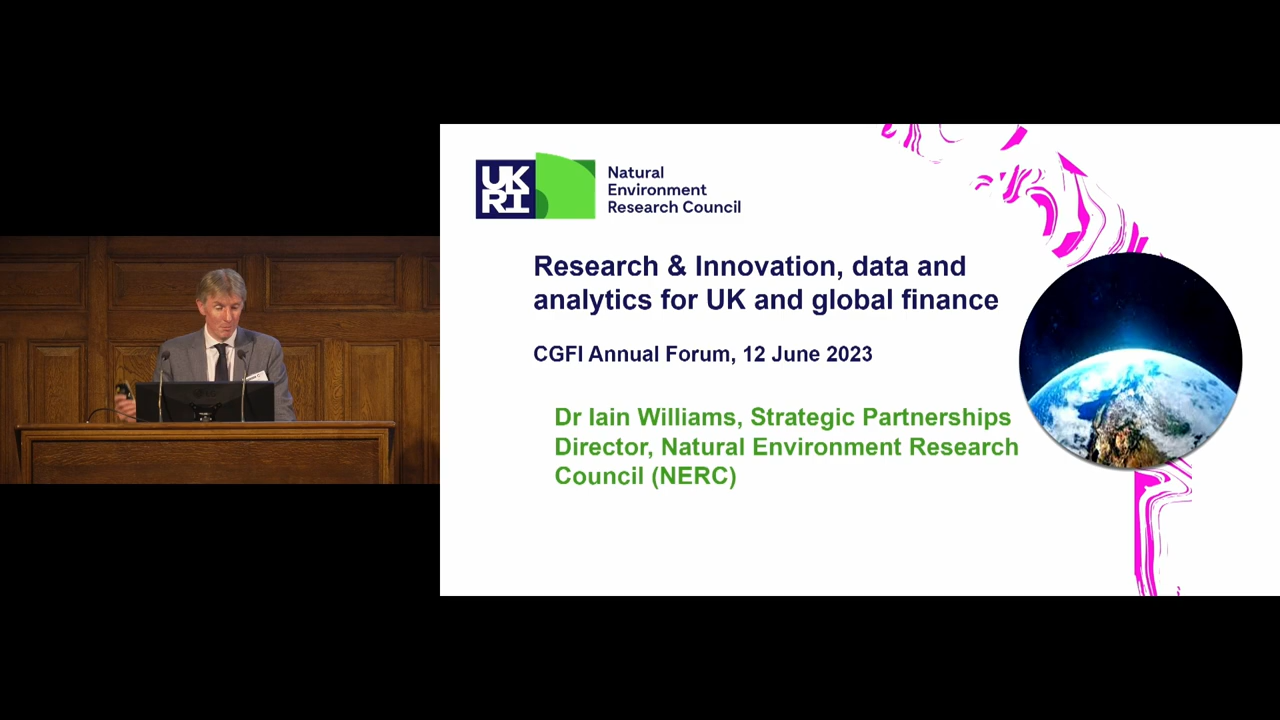 UK
RI
Natural
Environment
Research Council
Research & Innovation, data and
analytics for UK and global finance
CGFI Annual Forum, 12 June 2023
Dr Iain Williams, Strategic Partnerships
Director, Natural Environment Research
Council (NERC)